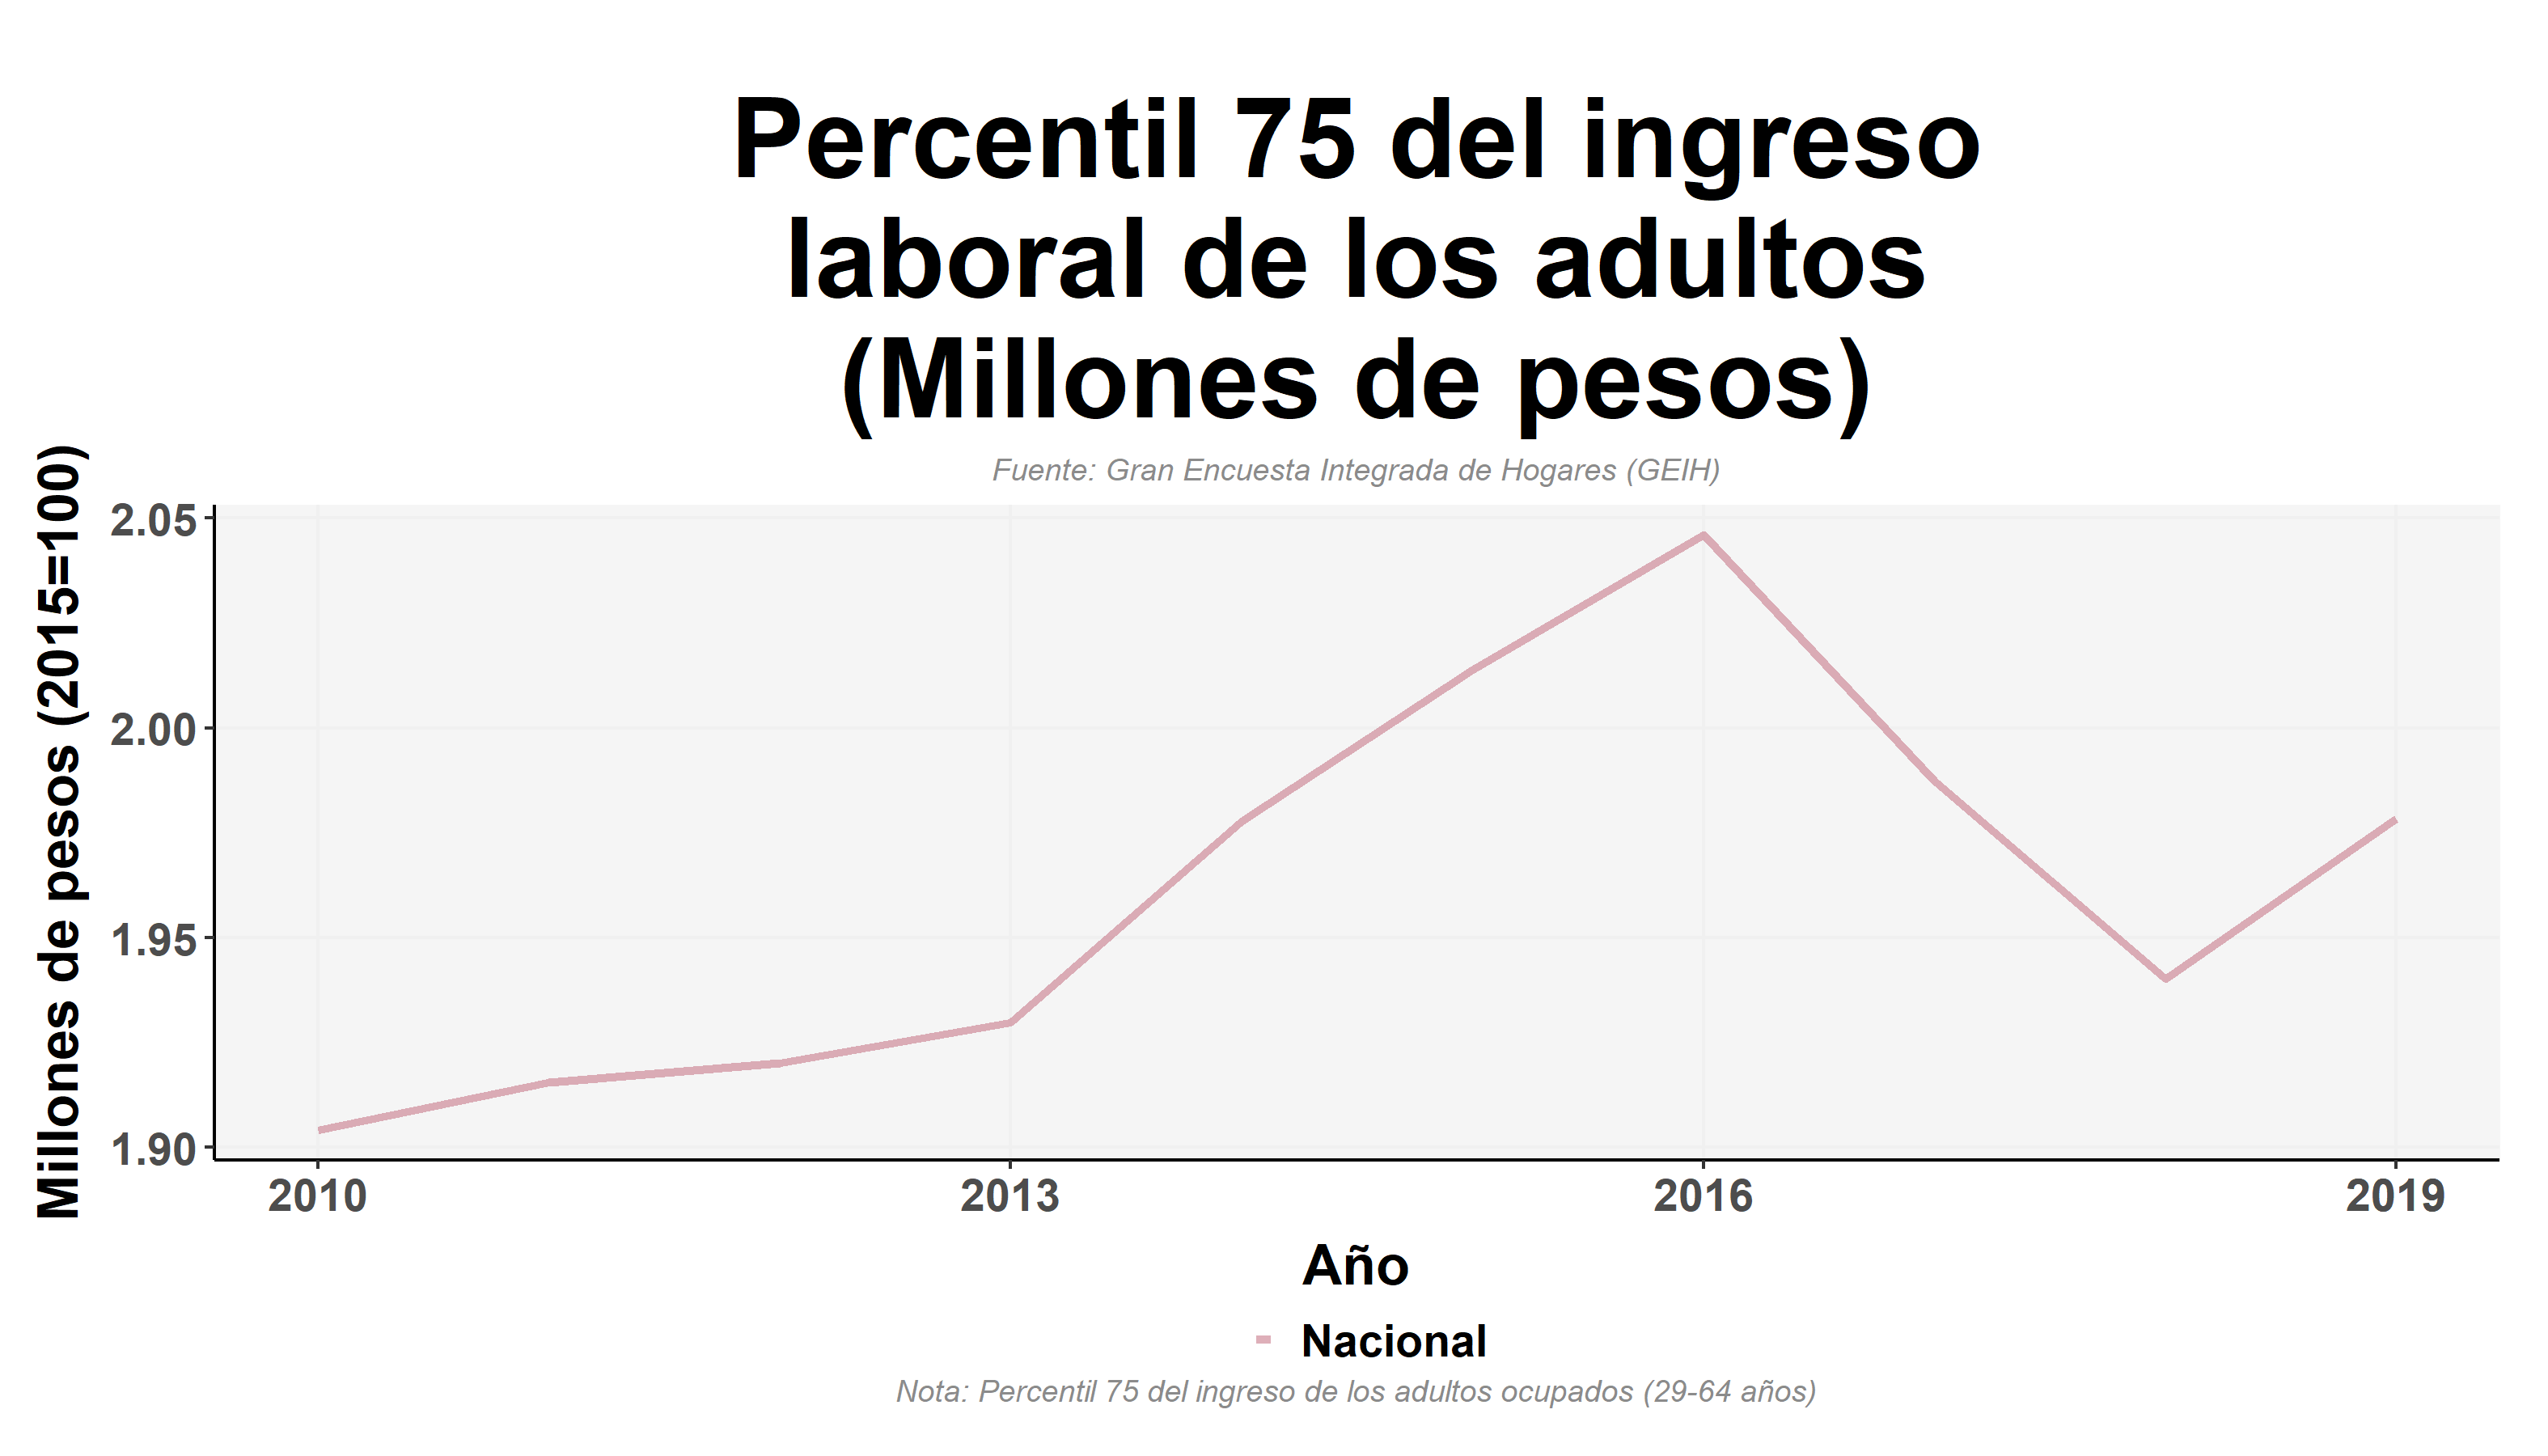 Percentil 75 del ingreso
laboral de los adultos
(Millones de pesos)
Fuente: Gran Encuesta Integrada de Hogares (GEIH)
Millones de pesos (2015=100)
2.05
2.00
1.95
1.90
2010
2013
2016
2019
Año
Nacional
Nota: Percentil 75 del ingreso de los adultos ocupados (29-64 años)